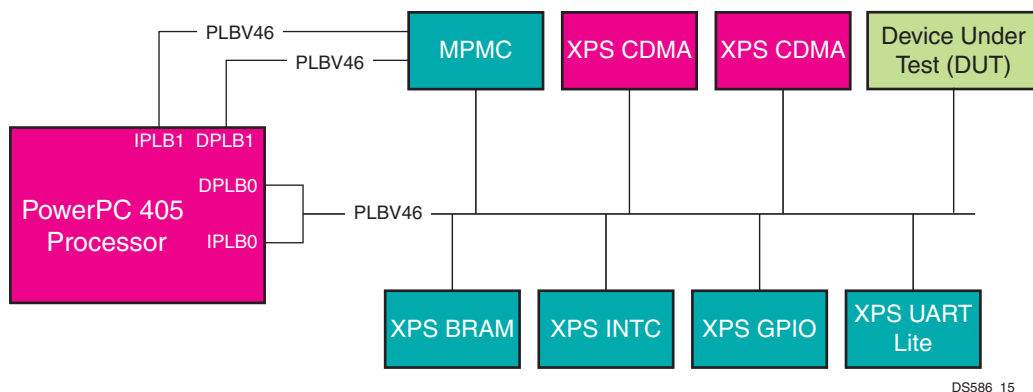 PLBV46
PLBV46
MPMC
XPS CDMA
XPS CDMA
Device Under
Test (DUT)
IPLB1 DPLB1
DPLB0
PowerPC 405
Processor
IPLB0
PLBV46
XPS BRAM
XPS INTC
XPS GPIO
XPS UART
Lite
DS586_15